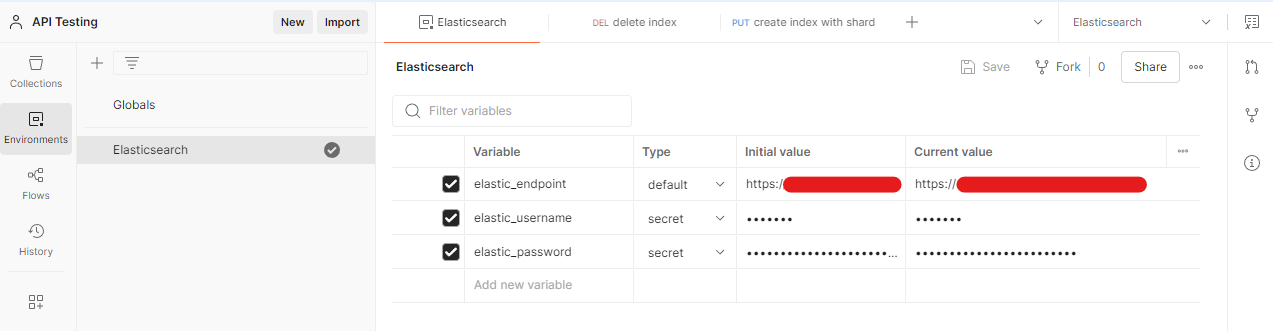 API Testing
New
Import
Elasticsearch
DEL delete index
PUT create index with shard
Elasticsearch
Collections
Environments
Flows
History
Globals
Elasticsearch
Elasticsearch
Save
Fork
0
Share
Filter variables
Variable Type Initial value Current value
elastic_endpoint default https:/ https://
elastic_username secret ••••••• •••••••
elastic_password secret •••••••••••••••••••••... ••••••••••••••••••••••••
Add new variable